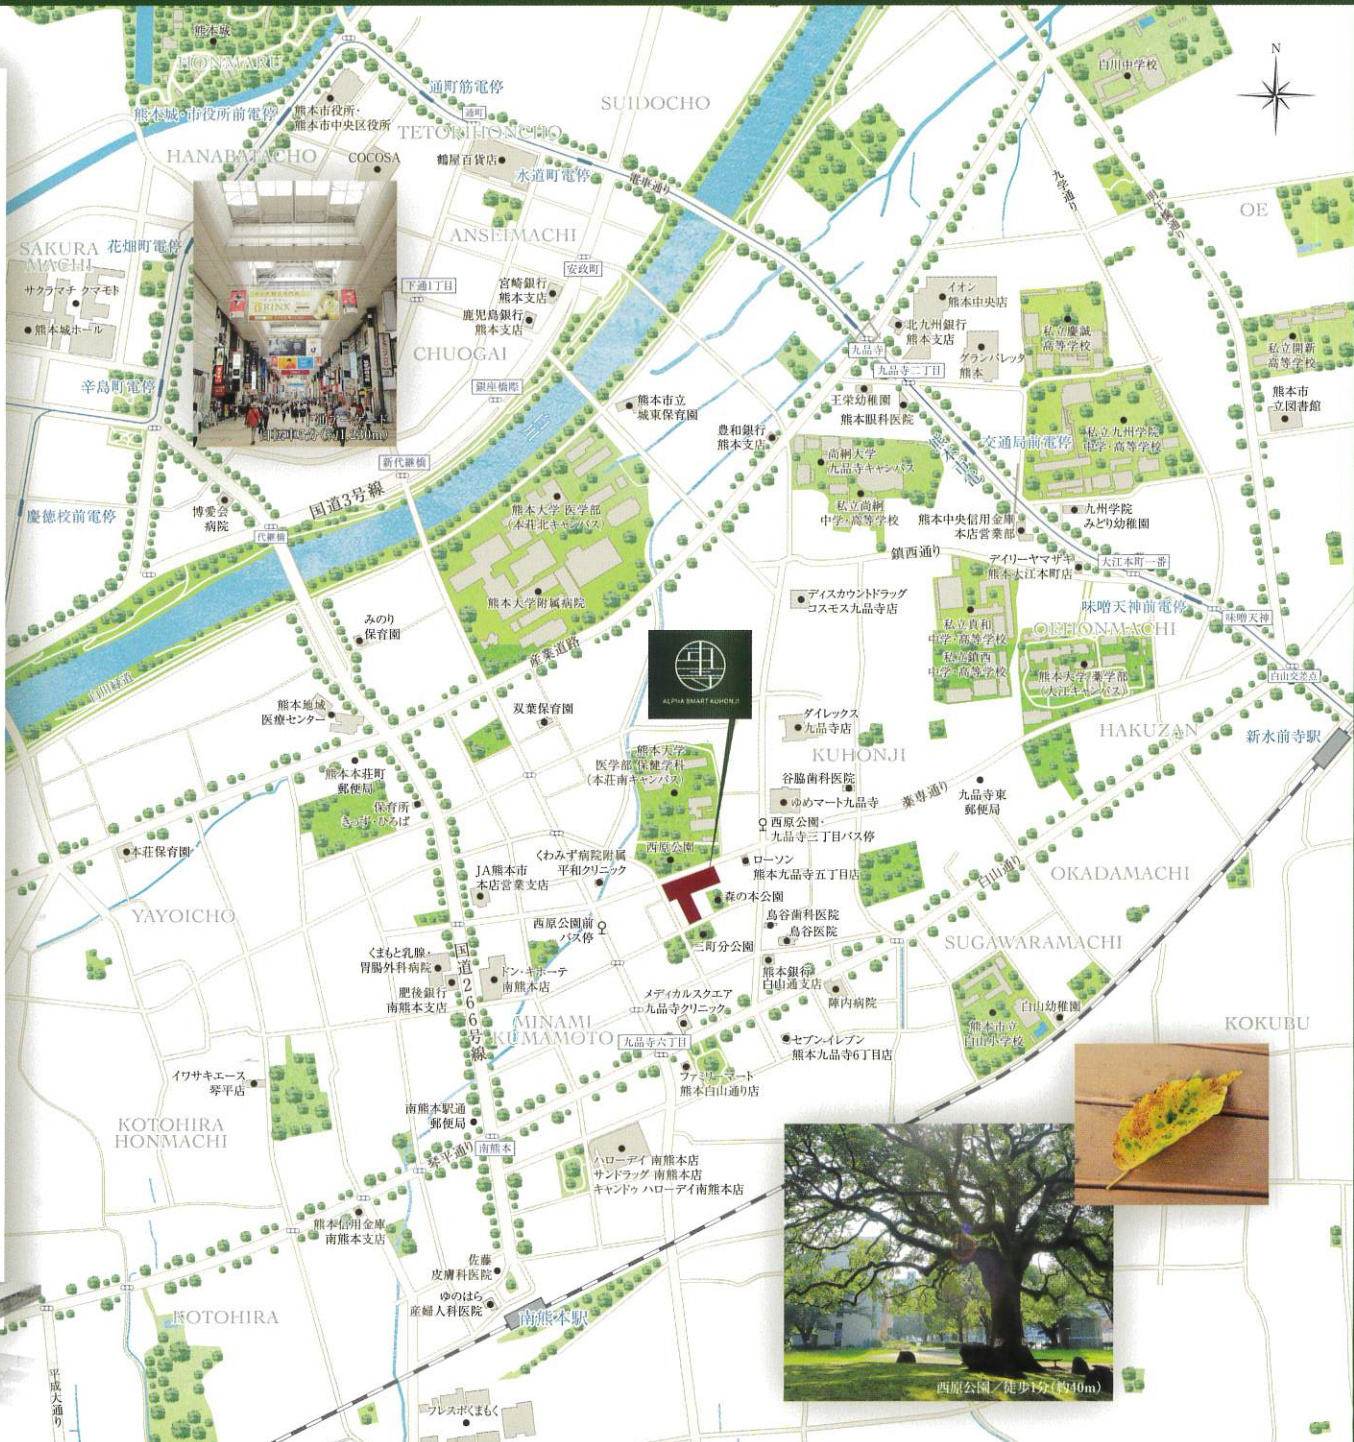 熊本城
HONMARU
熊本城・市役所前電停
熊本市役所・
熊本市中央区役所
通町筋電停
通町
TETORIHONCHO
SUIDOCHO
白川中学校
N
HANABATACHO
COCOSA
鶴屋百貨店
水道町電停
電車通り
九学通り
明午橋通り
OE
SAKURA
MACHI
花畑町電停
サクラマチ クマモト
熊本城ホール
ANSEIMACHI
安政町
下通1丁目
宮崎銀行
熊本支店
鹿児島銀行
熊本支店
CHUOGAI
銀座橋際
BRINX
イオン
熊本中央店
北九州銀行
熊本支店
グランパレッタ
熊本
九品寺
九品寺二丁目
私立慶誠
高等学校
私立開新
高等学校
熊本市
立図書館
辛島町電停
自転車7分(約1,230m)
熊本市立
城東保育園
王栄幼稚園
熊本眼科医院
豊和銀行
熊本支店
熊本市電
交通局前電停
私立九州学院
中学・高等学校
尚絅大学
九品寺キャンパス
私立尚絅
中学・高等学校
新代継橋
国道3号線
博愛会
病院
代継橋
慶徳校前電停
熊本大学 医学部
(本荘北キャンパス)
熊本大学附属病院
熊本中央信用金庫
本店営業部
九州学院
みどり幼稚園
鎮西通り
デイリーヤマザキ
熊本大江本町店
大江本町一番
ディスカウントドラッグ
コスモス九品寺店
味噌天神前電停
味噌天神
OEHONMACHI
私立真和
中学・高等学校
私立鎮西
中学・高等学校
熊本大学 薬学部
(大江キャンパス)
白山交差点
みのり
保育園
産業道路
白川緑道
ALPHA SMART KUHONJI
熊本地域
医療センター
双葉保育園
ダイレックス
九品寺店
KUHONJI
HAKUZAN
新水前寺駅
熊本大学
医学部 保健学科
(本荘南キャンパス)
谷脇歯科医院
ゆめマート九品寺
薬専通り
九品寺東
郵便局
熊本本荘町
郵便局
保育所
きっず・ひろば
西原公園・
九品寺三丁目バス停
本荘保育園
くわみず病院附属
平和クリニック
西原公園
JA熊本市
本店営業支店
ローソン
熊本九品寺五丁目店
白山通り
OKADAMACHI
森の本公園
YAYOICHO
西原公園前
バス停
鳥谷歯科医院
鳥谷医院
三町分公園
SUGAWARAMACHI
くまもと乳腺・
胃腸外科病院
国道266号線
ドン・キホーテ
南熊本店
熊本銀行
白山通支店
陣内病院
肥後銀行
南熊本支店
メディカルスクエア
九品寺クリニック
白山幼稚園
熊本市立
白山小学校
MINAMI
KUMAMOTO
九品寺六丁目
セブン-イレブン
熊本九品寺6丁目店
KOKUBU
イワサキエース
琴平店
ファミリーマート
熊本白山通り店
KOTOHIRA
HONMACHI
南熊本駅通
郵便局
琴平通り
南熊本
ハローデイ 南熊本店
サンドラッグ 南熊本店
キャンドゥ ハローデイ南熊本店
熊本信用金庫
南熊本支店
佐藤
皮膚科医院
ゆのはら
産婦人科医院
南熊本駅
KOTOHIRA
平成大通り
フレスポくまもと
西原公園／徒歩1分(約40m)